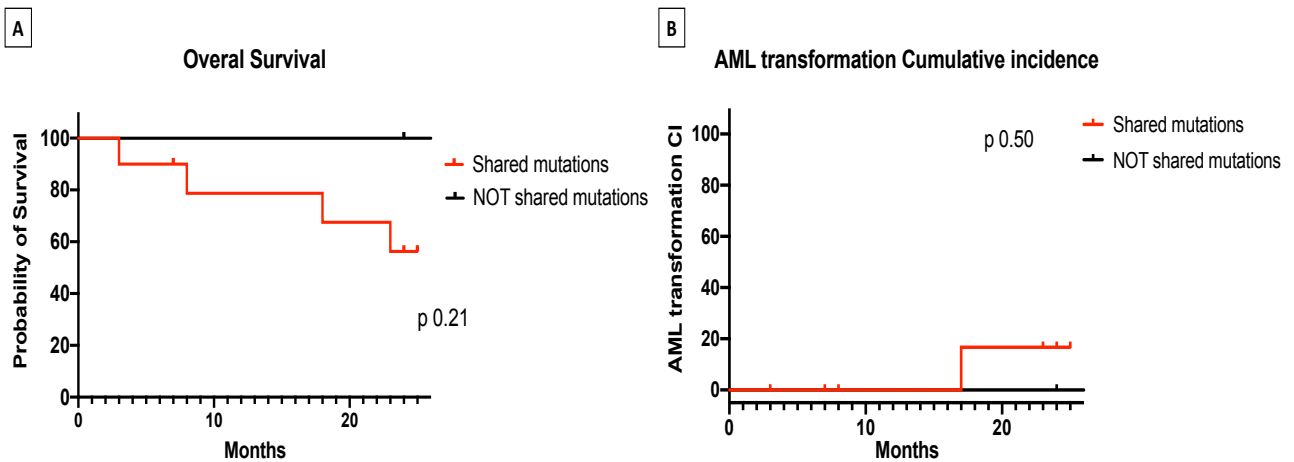 A
Overal Survival
Probability of Survival
100
80
60
40
20
0
0 10 20
Months
Shared mutations
NOT shared mutations
p 0.21
B
AML transformation Cumulative incidence
AML transition CI
100
80
60
40
20
0
0 10 20
Months
p 0.50
Shared mutations
NOT shared mutations